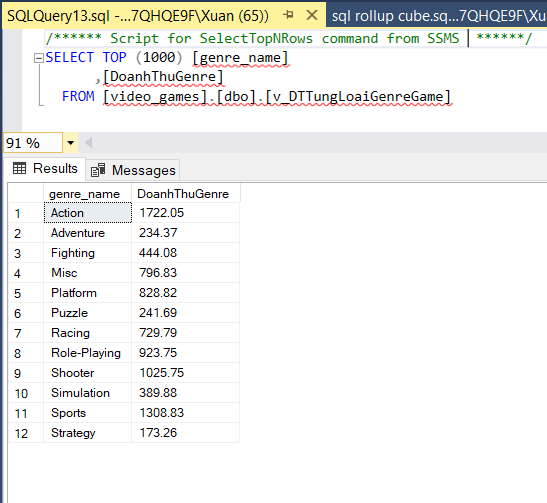 SQLQuery13.sql -...7QHQE9F\Xuan (65)) sql rollup cube.sq...7QHQE9F\Xuan
/****** Script for SelectTopNRows command from SSMS ******/
SELECT TOP (1000) [genre_name]
,[DoanhThuGenre]
FROM [video_games].[dbo].[v_DTTungLoaiGenreGame]
91 %
Results Messages
genre_name DoanhThuGenre
1 Action 1722.05
2 Adventure 234.37
3 Fighting 444.08
4 Misc 796.83
5 Platform 828.82
6 Puzzle 241.69
7 Racing 729.79
8 Role-Playing 923.75
9 Shooter 1025.75
10 Simulation 389.88
11 Sports 1308.83
12 Strategy 173.26